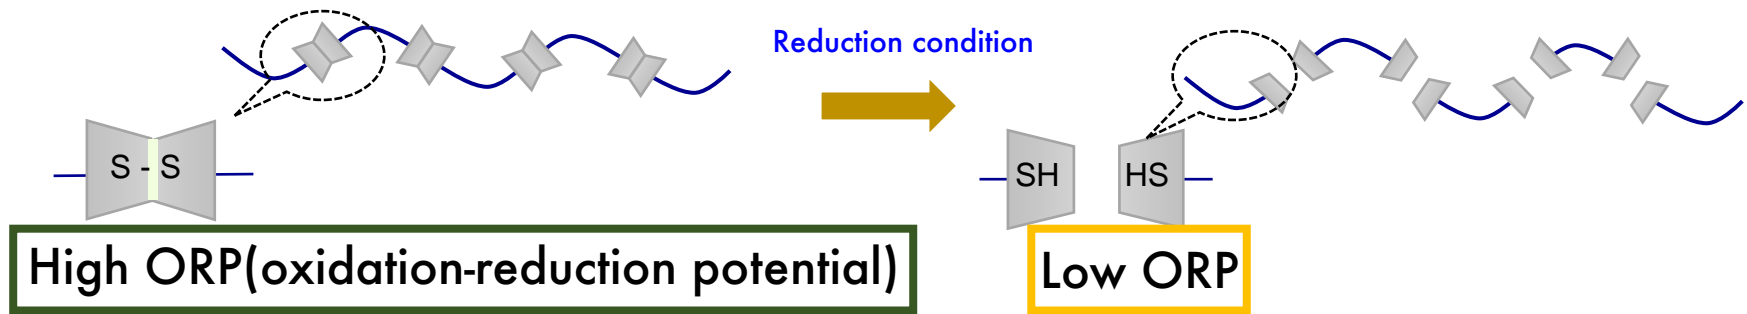 Reduction condition
S - S
SH
HS
High ORP(oxidation-reduction potential)
Low ORP